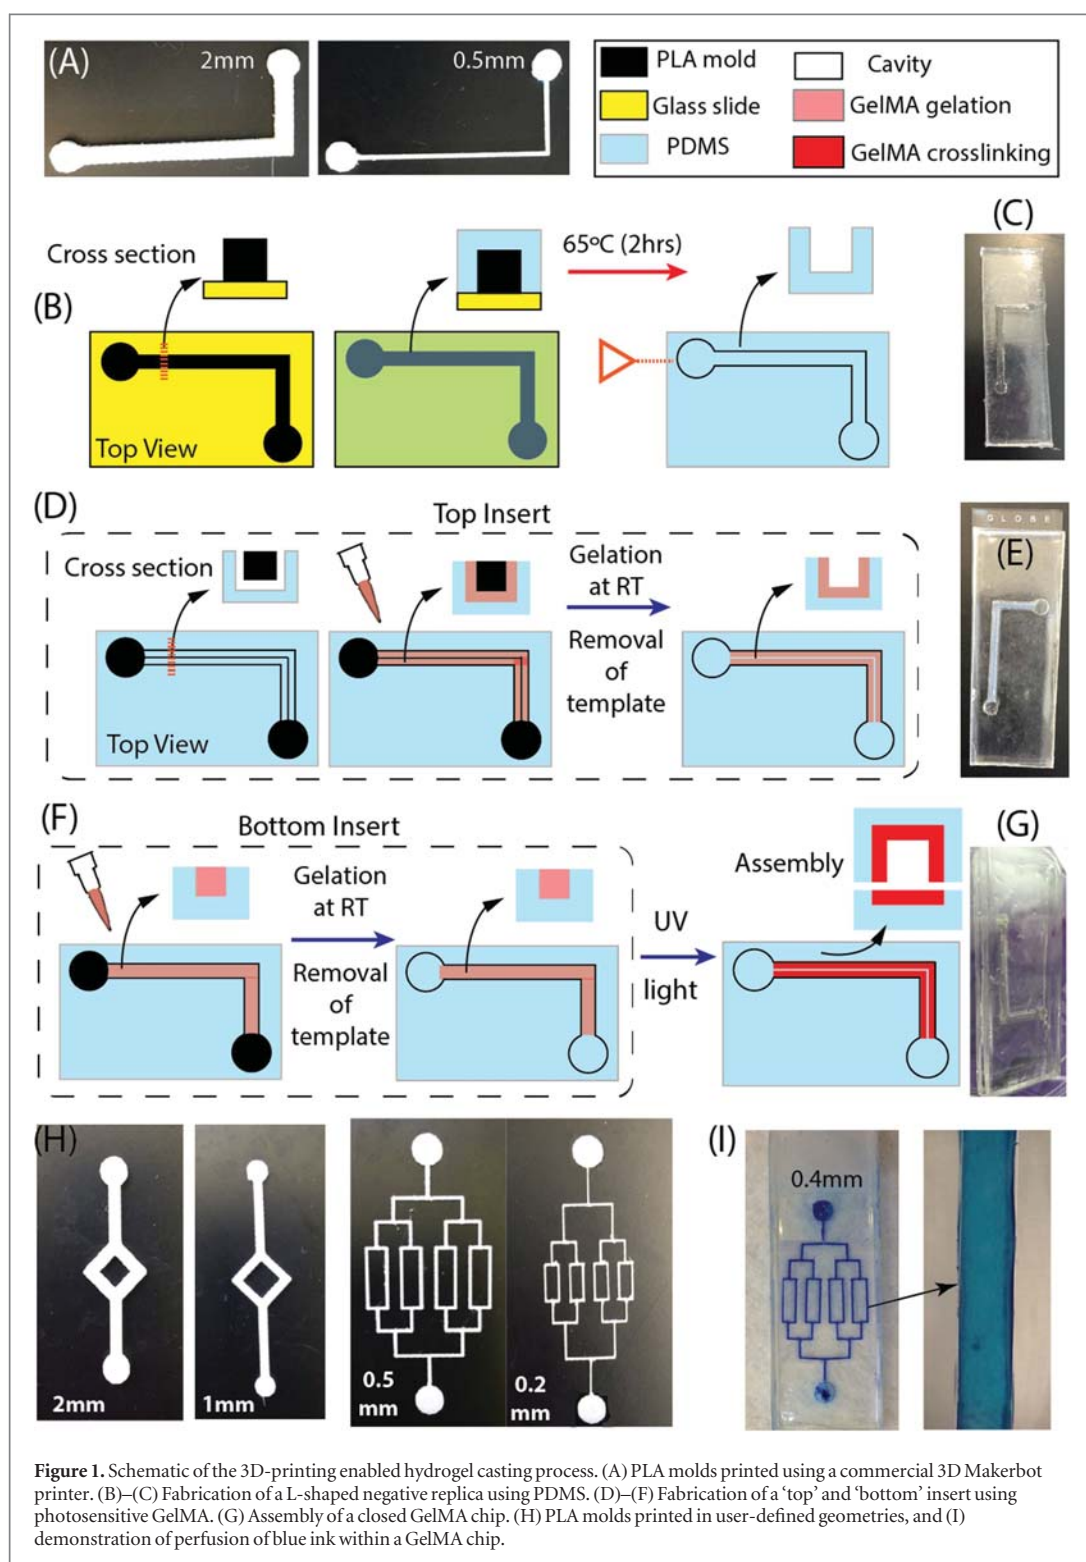 (A)
2mm
0.5mm
PLA mold
Cavity
Glass slide
GelMA gelation
PDMS
GelMA crosslinking
(B)
Cross section
65ºC (2hrs)
(C)
Top View
(D)
Top Insert
Cross section
Gelation
at RT
Removal
of
template
Top View
GLOBE
(E)
(F)
Bottom Insert
Gelation
at RT
Removal
of
template
UV
light
Assembly
(G)
(H)
2mm
1mm
0.5
mm
0.2
mm
(I)
0.4mm
Figure 1. Schematic of the 3D-printing enabled hydrogel casting process. (A) PLA molds printed using a commercial 3D Makerbot
printer. (B)–(C) Fabrication of a L-shaped negative replica using PDMS. (D)–(F) Fabrication of a ‘top’ and ‘bottom’ insert using
photosensitive GelMA. (G) Assembly of a closed GelMA chip. (H) PLA molds printed in user-defined geometries, and (I)
demonstration of perfusion of blue ink within a GelMA chip.